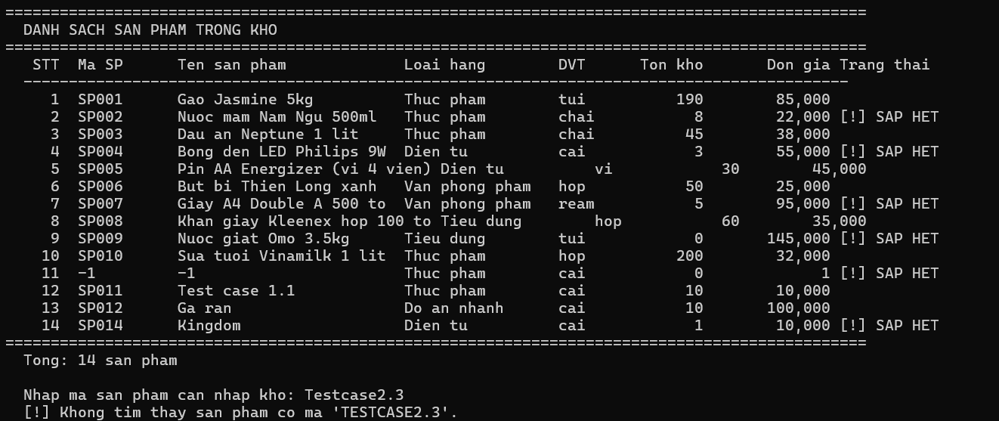 ===============================================================================================
  DANH SACH SAN PHAM TRONG KHO
===============================================================================================
   STT  Ma SP      Ten san pham             Loai hang        DVT      Ton kho       Don gia Trang thai
  -------------------------------------------------------------------------------------------
     1  SP001      Gao Jasmine 5kg          Thuc pham        tui          190        85,000
     2  SP002      Nuoc mam Nam Ngu 500ml   Thuc pham        chai           8        22,000 [!] SAP HET
     3  SP003      Dau an Neptune 1 lit     Thuc pham        chai          45        38,000
     4  SP004      Bong den LED Philips 9W  Dien tu          cai            3        55,000 [!] SAP HET
     5  SP005      Pin AA Energizer (vi 4 vien) Dien tu          vi            30        45,000
     6  SP006      But bi Thien Long xanh   Van phong pham   hop           50        25,000
     7  SP007      Giay A4 Double A 500 to  Van phong pham   ream           5        95,000 [!] SAP HET
     8  SP008      Khan giay Kleenex hop 100 to Tieu dung        hop           60        35,000
     9  SP009      Nuoc giat Omo 3.5kg      Tieu dung        tui            0       145,000 [!] SAP HET
    10  SP010      Sua tuoi Vinamilk 1 lit  Thuc pham        hop          200        32,000
    11  -1         -1                       Thuc pham        cai            0             1 [!] SAP HET
    12  SP011      Test case 1.1            Thuc pham        cai           10        10,000
    13  SP012      Ga ran                   Do an nhanh      cai           10       100,000
    14  SP014      Kingdom                  Dien tu          cai            1        10,000 [!] SAP HET
===============================================================================================
  Tong: 14 san pham
  Nhap ma san pham can nhap kho: Testcase2.3
  [!] Khong tim thay san pham co ma 'TESTCASE2.3'.